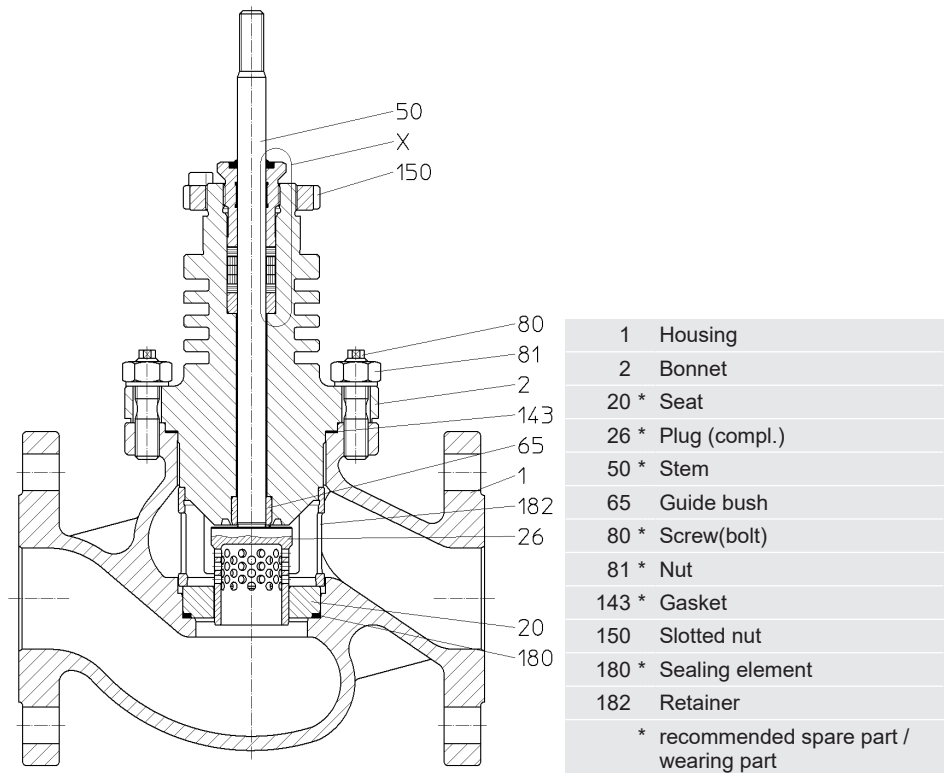 50
X
150
80
81
2
143
65
1
182
26
20
180
1 Housing
2 Bonnet
20 * Seat
26 * Plug (compl.)
50 * Stem
65 Guide bush
80 * Screw(bolt)
81 * Nut
143 * Gasket
150 Slotted nut
180 * Sealing element
182 Retainer
* recommended spare part /
wearing part